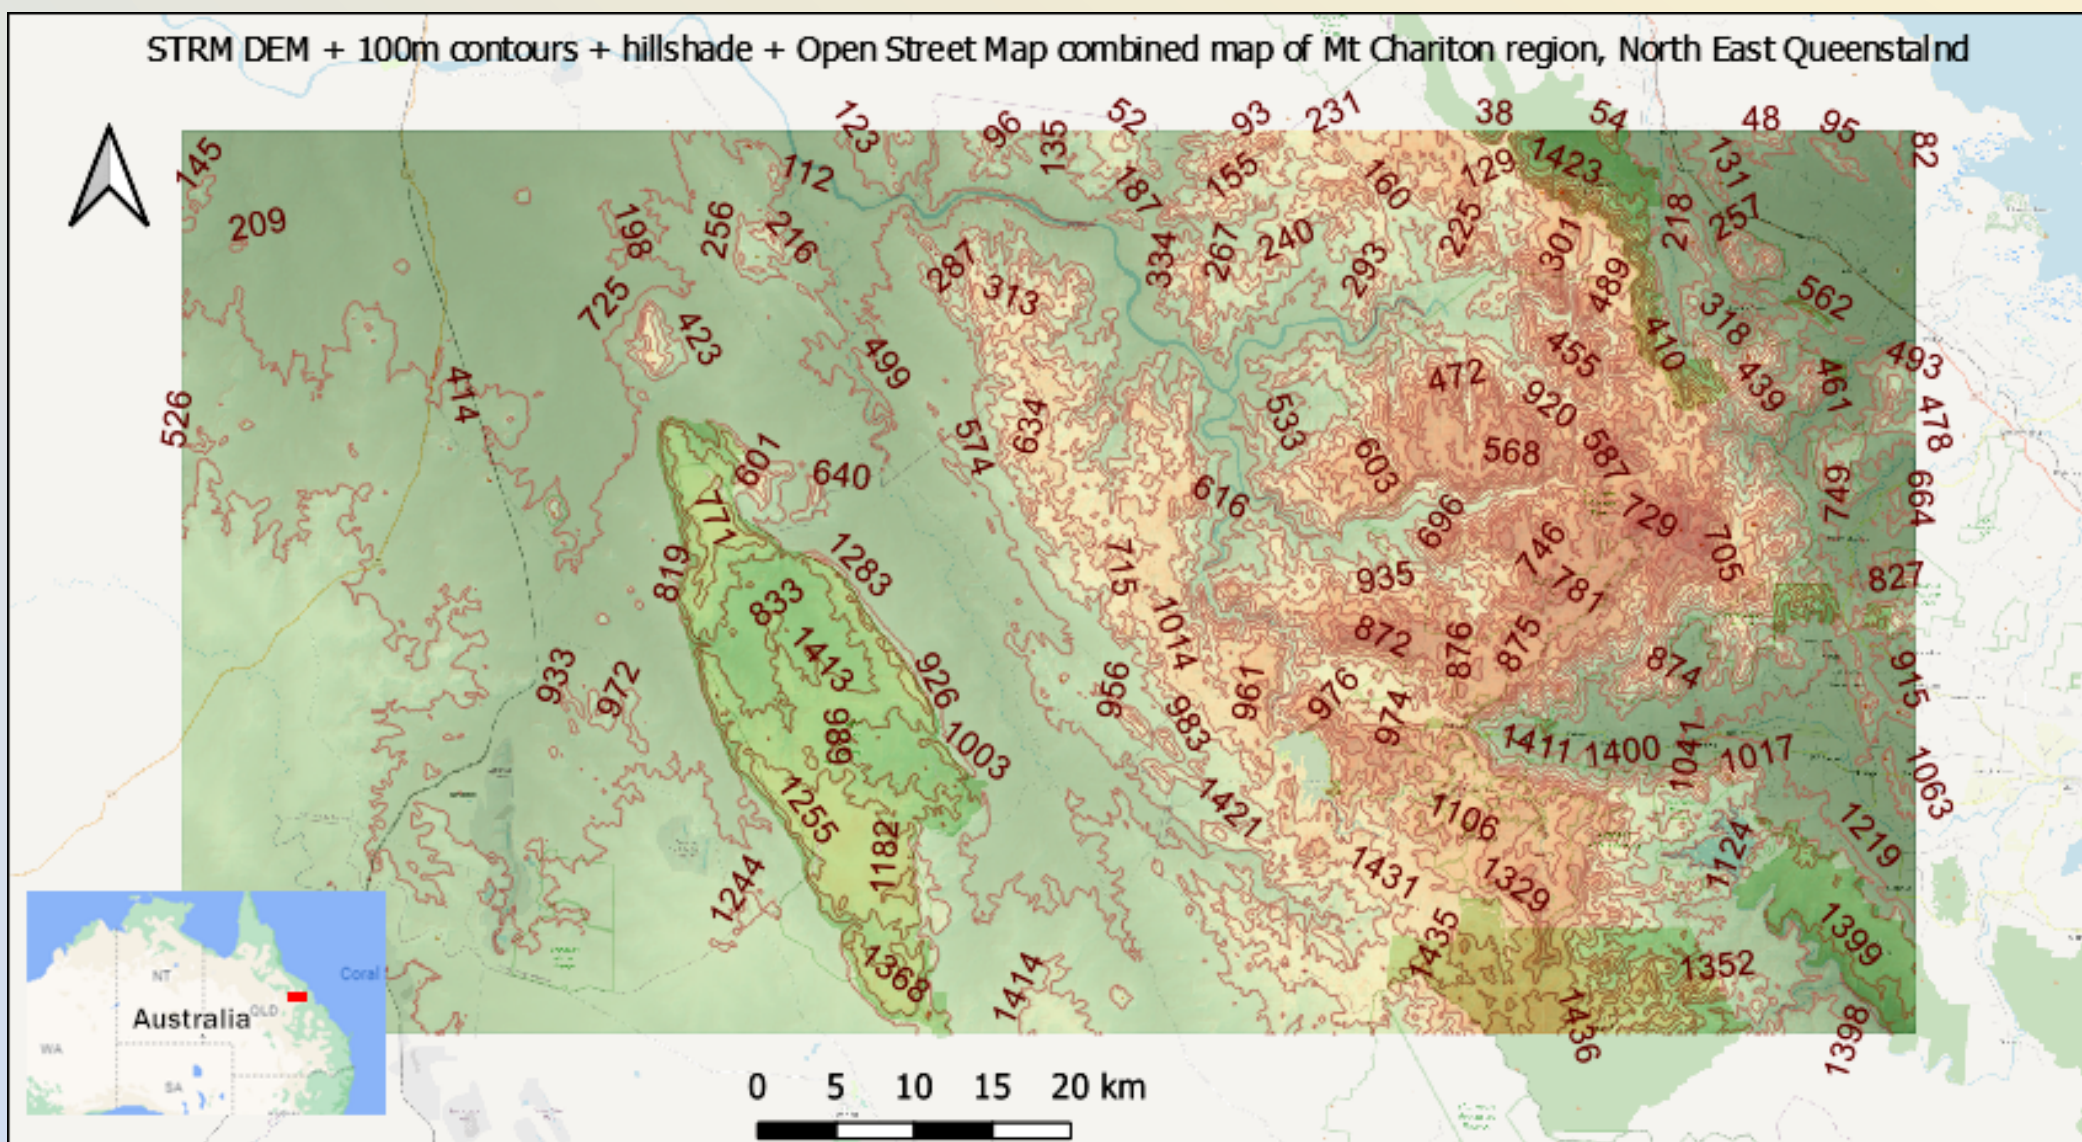 STRM DEM + 100m contours + hillshade + Open Street Map combined map of Mt Chariton region, North East Queenstalnd
123 96 135 52 93 231 38 54 48 95 82
145 112 187 155 160 129 1423 131
209 198 256 216 334 267 240 293 225 301 218 257
725 423 287 313 489 410 318 562
414 499 472 455 920 439 461 493
526 601 640 574 634 533 603 568 587 478
771 616 696 729 749 664
819 1283 715 935 746 781 705 827
833 1413 1014 872 876 875 874
933 972 926 956 961 976 915
989 1003 983 974 1411 1400 1041 1017
1255 1182 1421 1106 1124 1063
1244 1431 1329 1219
1368 1414 1435 1352 1399
1436 1398
NT
Coral
QLD
Australia
WA
SA
0 5 10 15 20 km